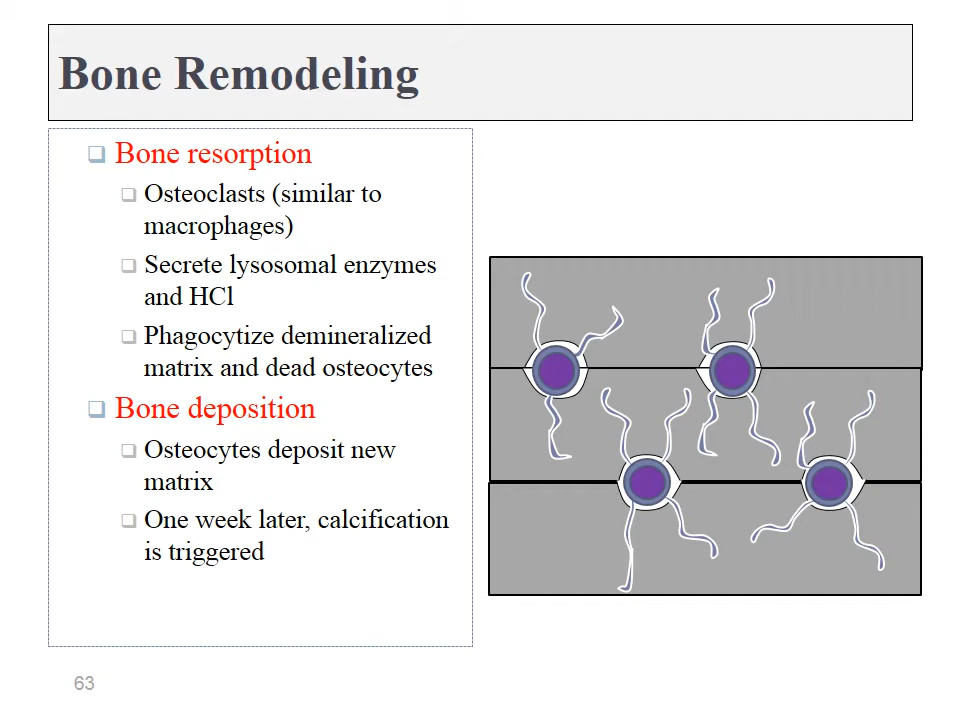 Bone Remodeling
Bone resorption
Osteoclasts (similar to
macrophages)
Secrete lysosomal enzymes
and HCl
Phagocytize demineralized
matrix and dead osteocytes
Bone deposition
Osteocytes deposit new
matrix
One week later, calcification
is triggered
63